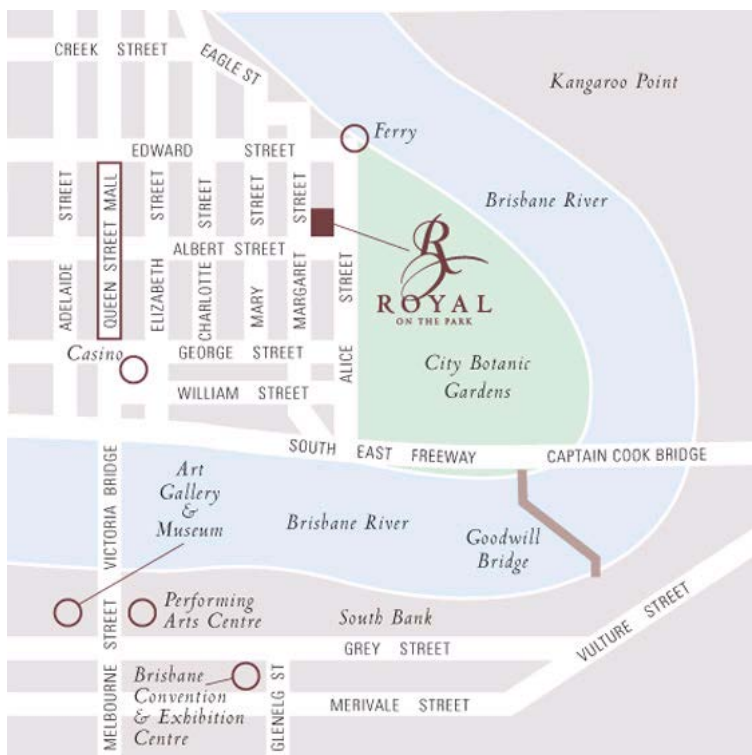 CREEK STREET
EAGLE ST
Kangaroo Point
Ferry
EDWARD STREET
Brisbane River
ADELAIDE STREET
QUEEN STREET MALL
ELIZABETH STREET
CHARLOTTE STREET
MARY STREET
MARGARET STREET
ALICE STREET
ALBERT STREET
R
ROYAL
ON THE PARK
Casino
GEORGE STREET
WILLIAM STREET
City Botanic
Gardens
SOUTH EAST FREEWAY
CAPTAIN COOK BRIDGE
VICTORIA BRIDGE
Art
Gallery
&
Museum
Brisbane River
Goodwill
Bridge
Performing
Arts Centre
South Bank
GREY STREET
VULTURE STREET
MELBOURNE STREET
Brisbane
Convention
& Exhibition
Centre
GLENELG ST
MERIVALE STREET